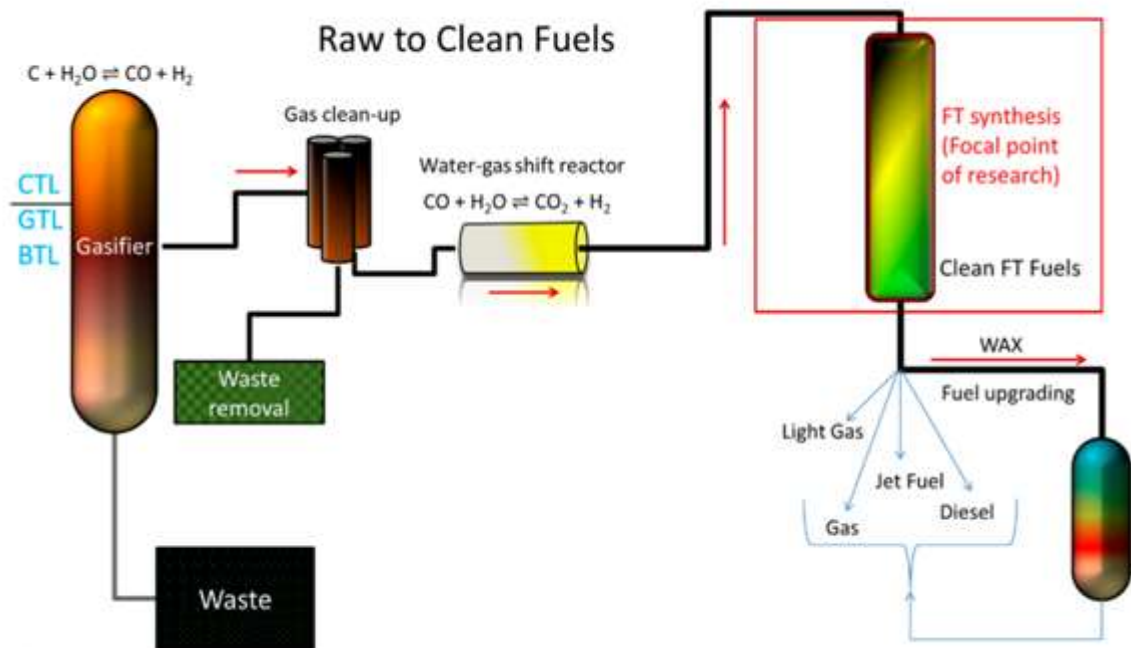 Raw to Clean Fuels
C + H₂O ⇌ CO + H₂
CTL
GTL
BTL
Gasifier
Gas clean-up
Water-gas shift reactor
CO + H₂O ⇌ CO₂ + H₂
Waste
removal
Waste
FT synthesis
(Focal point
of research)
Clean FT Fuels
WAX
Fuel upgrading
Light Gas
Jet Fuel
Gas
Diesel